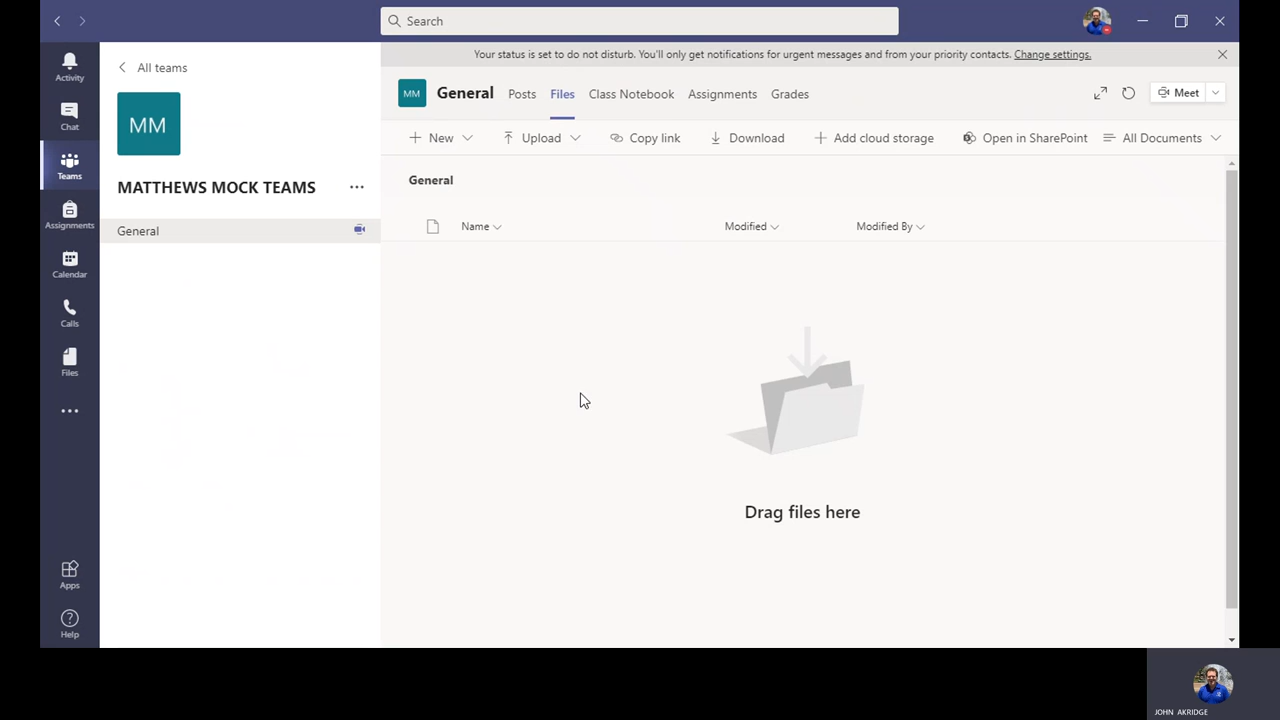 Search
Your status is set to do not disturb. You'll only get notifications for urgent messages and from your priority contacts. Change settings.
Activity
Chat
Teams
Assignments
Calendar
Calls
Files
Apps
Help
All teams
MM
MATTHEWS MOCK TEAMS
General
MM General Posts Files Class Notebook Assignments Grades Meet
New Upload Copy link Download Add cloud storage Open in SharePoint All Documents
General
Name Modified Modified By
Drag files here
JOHN AKRIDGE